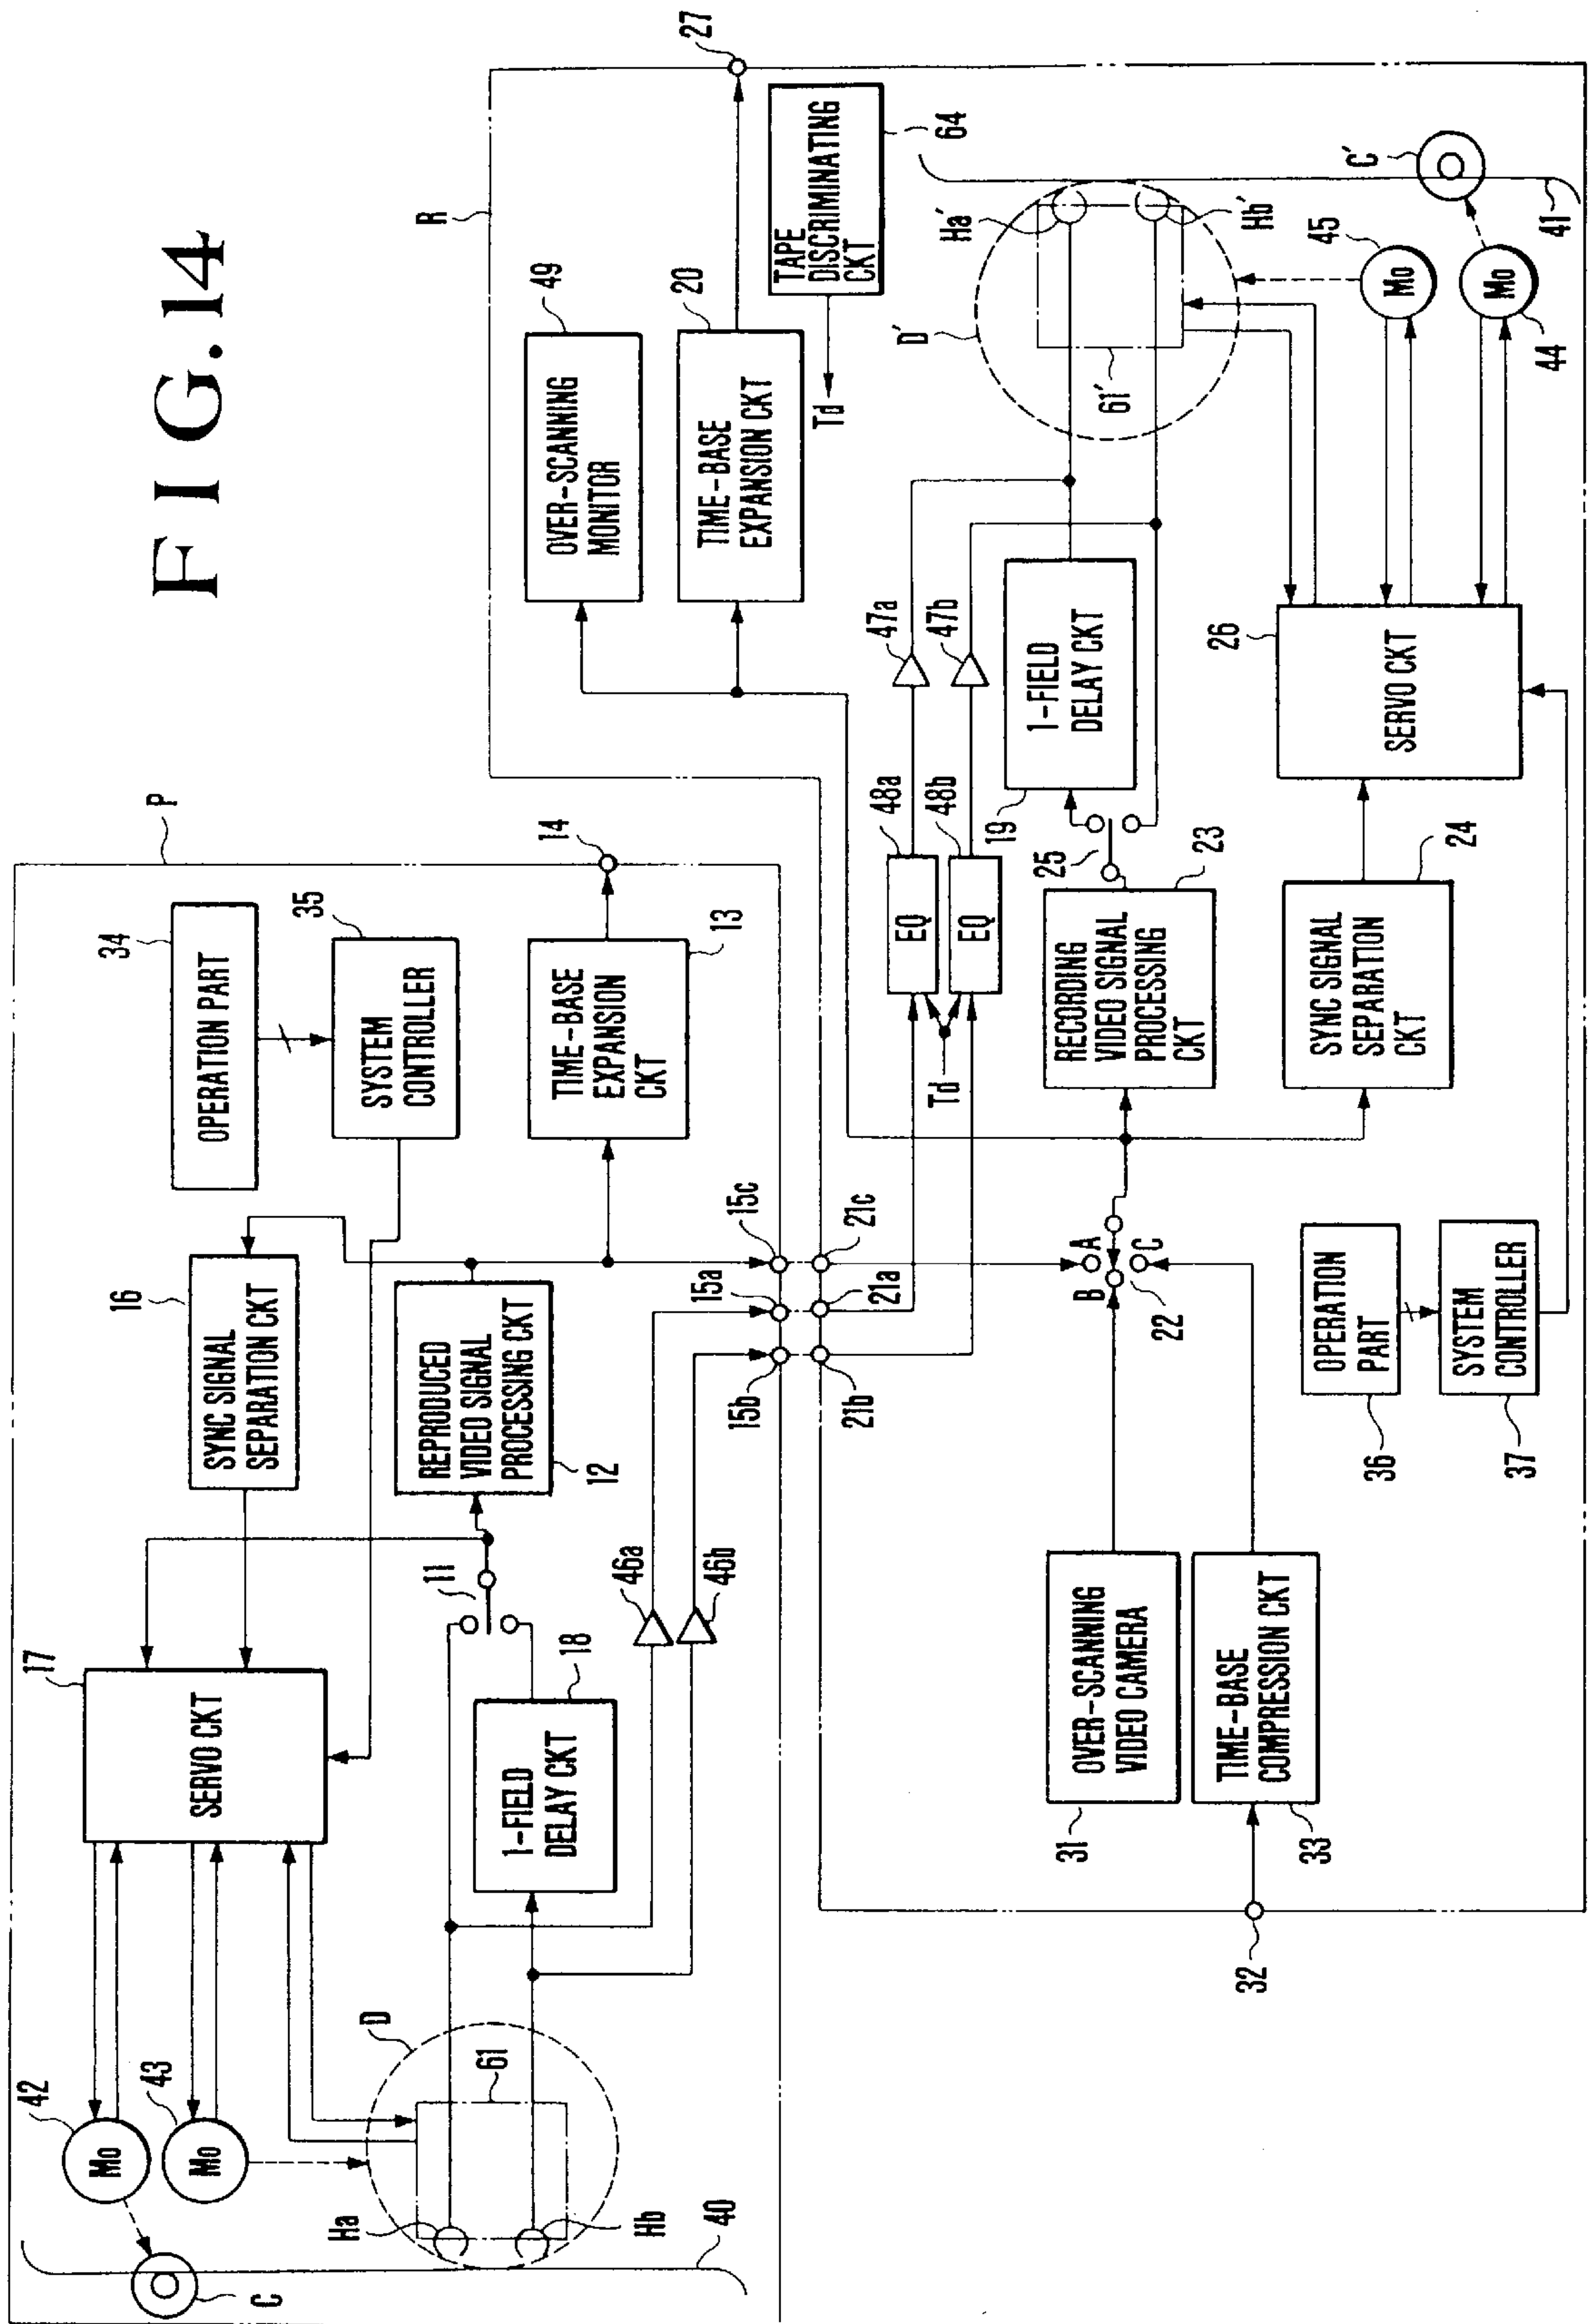 FIG.14
P
34
OPERATION PART
35
SYSTEM
CONTROLLER
14
13
TIME-BASE
EXPANSION
CKT
16
SYNC SIGNAL
SEPARATION CKT
15c
15a
15b
REPRODUCED
VIDEO SIGNAL
PROCESSING CKT
12
17
SERVO CKT
11
18
1-FIELD
DELAY CKT
46a
46b
42
Mo
43
Mo
D
61
Ha
Hb
40
C
R
27
49
OVER-SCANNING
MONITOR
20
TIME-BASE
EXPANSION CKT
TAPE
DISCRIMINATING
CKT
64
Td
D'
Ha'
Hb'
61'
C'
45
Mo
Mo
44
41
47a
47b
48a
EQ
48b
EQ
Td
1-FIELD
DELAY CKT
19
25
23
RECORDING
VIDEO SIGNAL
PROCESSING
CKT
26
SERVO CKT
24
SYNC SIGNAL
SEPARATION
CKT
21c
21a
21b
A
B
C
22
OPERATION
PART
36
SYSTEM
CONTROLLER
37
OVER-SCANNING
VIDEO CAMERA
31
TIME-BASE
COMPRESSION CKT
33
32